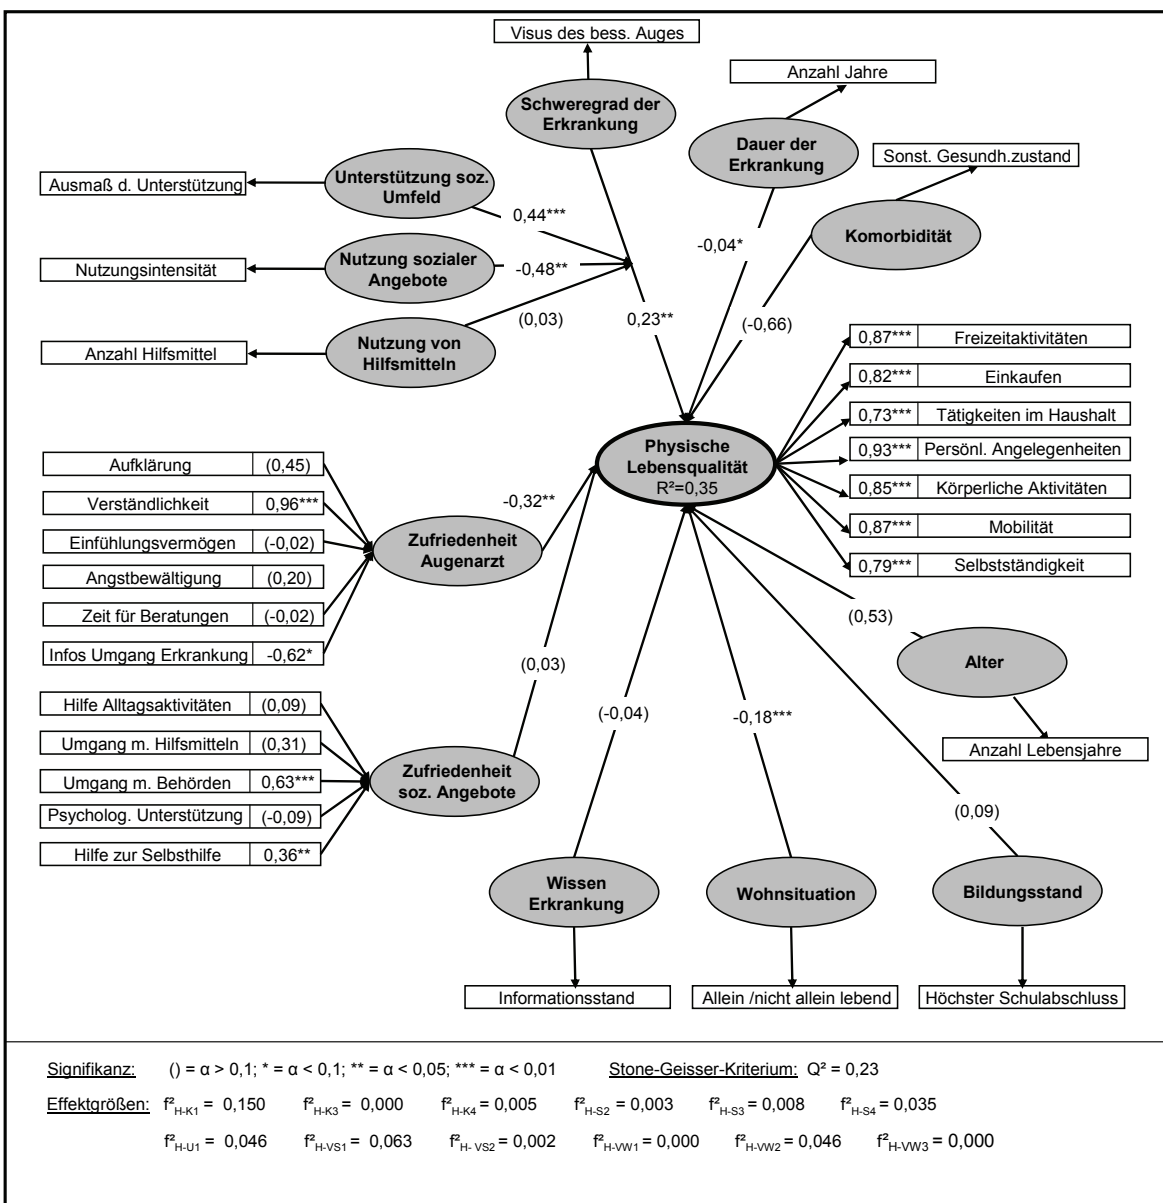 Visus des bess. Auges
Anzahl Jahre
Schweregrad der
Erkrankung
Dauer der
Erkrankung
Sonst. Gesundh.zustand
Ausmaß d. Unterstützung
Unterstützung soz.
Umfeld
0,44***
Komorbidität
-0,04*
Nutzungsintensität
Nutzung sozialer
Angebote
-0,48**
(0,03)
0,23**
(-0,66)
Anzahl Hilfsmittel
Nutzung von
Hilfsmitteln
0,87*** Freizeitaktivitäten
0,82*** Einkaufen
0,73*** Tätigkeiten im Haushalt
0,93*** Persönl. Angelegenheiten
0,85*** Körperliche Aktivitäten
0,87*** Mobilität
0,79*** Selbstständigkeit
Physische
Lebensqualität
R²=0,35
Aufklärung (0,45)
Verständlichkeit 0,96***
Einfühlungsvermögen (-0,02)
Angstbewältigung (0,20)
Zeit für Beratungen (-0,02)
Infos Umgang Erkrankung -0,62*
-0,32**
Zufriedenheit
Augenarzt
(0,53)
Alter
Anzahl Lebensjahre
(0,03)
(-0,04)
-0,18***
Hilfe Alltagsaktivitäten (0,09)
Umgang m. Hilfsmitteln (0,31)
Umgang m. Behörden 0,63***
Psycholog. Unterstützung (-0,09)
Hilfe zur Selbsthilfe 0,36**
Zufriedenheit
soz. Angebote
(0,09)
Wissen
Erkrankung
Wohnsituation
Bildungsstand
Informationsstand
Allein /nicht allein lebend
Höchster Schulabschluss
Signifikanz: () = α > 0,1; * = α < 0,1; ** = α < 0,05; *** = α < 0,01 Stone-Geisser-Kriterium: Q² = 0,23
Effektgrößen: f²H-K1 = 0,150 f²H-K3 = 0,000 f²H-K4 = 0,005 f²H-S2 = 0,003 f²H-S3 = 0,008 f²H-S4 = 0,035
f²H-U1 = 0,046 f²H-VS1 = 0,063 f²H- VS2 = 0,002 f²H-VW1 = 0,000 f²H-VW2 = 0,046 f²H-VW3 = 0,000